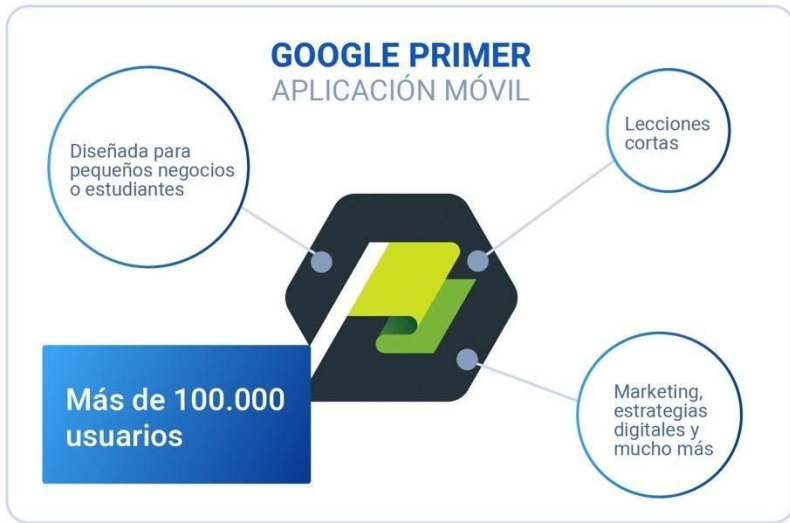 GOOGLE PRIMER
APLICACIÓN MÓVIL
Diseñada para
pequeños negocios
o estudiantes
Lecciones
cortas
Más de 100.000
usuarios
Marketing,
estrategias
digitales y
mucho más